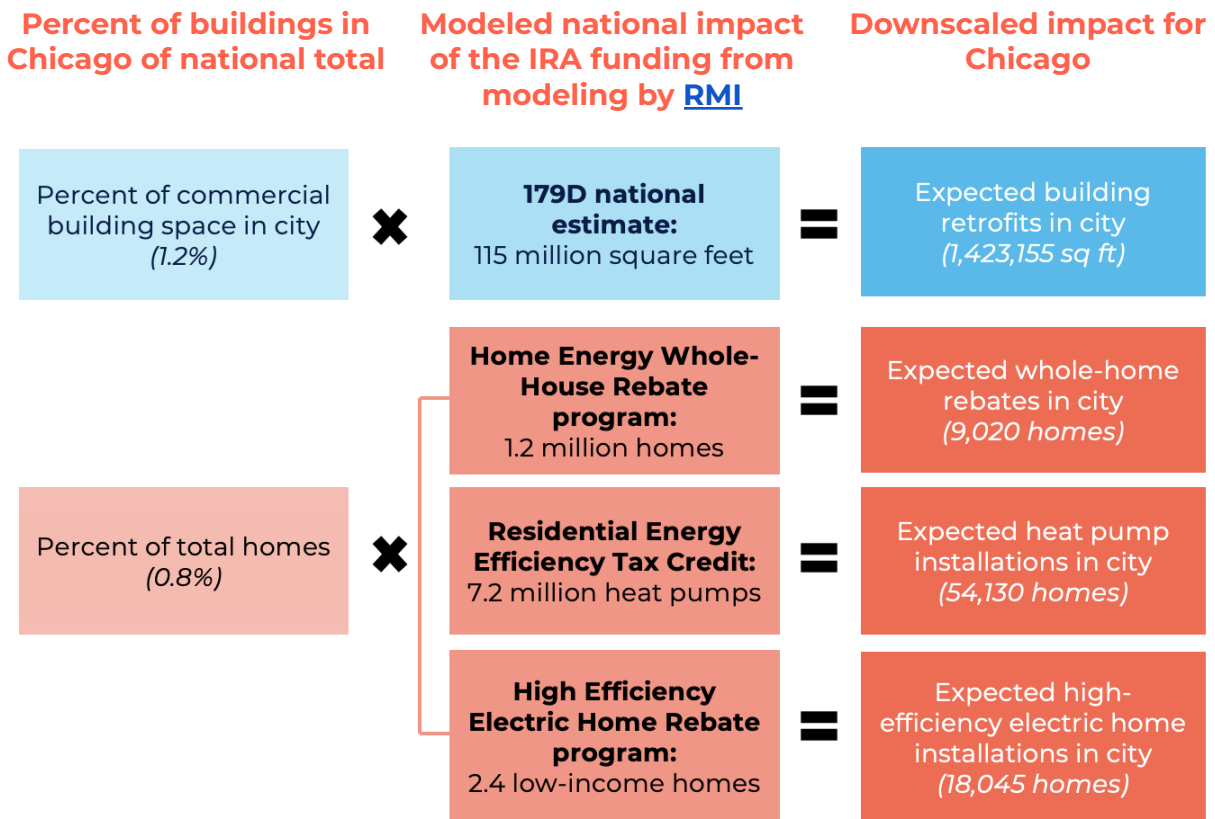 Percent of buildings in
Chicago of national total
Modeled national impact
of the IRA funding from
modeling by RMI
Downscaled impact for
Chicago
Percent of commercial
building space in city
(1.2%)
179D national
estimate:
115 million square feet
Expected building
retrofits in city
(1,423,155 sq ft)
Percent of total homes
(0.8%)
Home Energy Whole-
House Rebate
program:
1.2 million homes
Expected whole-home
rebates in city
(9,020 homes)
Residential Energy
Efficiency Tax Credit:
7.2 million heat pumps
Expected heat pump
installations in city
(54,130 homes)
High Efficiency
Electric Home Rebate
program:
2.4 low-income homes
Expected high-
efficiency electric home
installations in city
(18,045 homes)